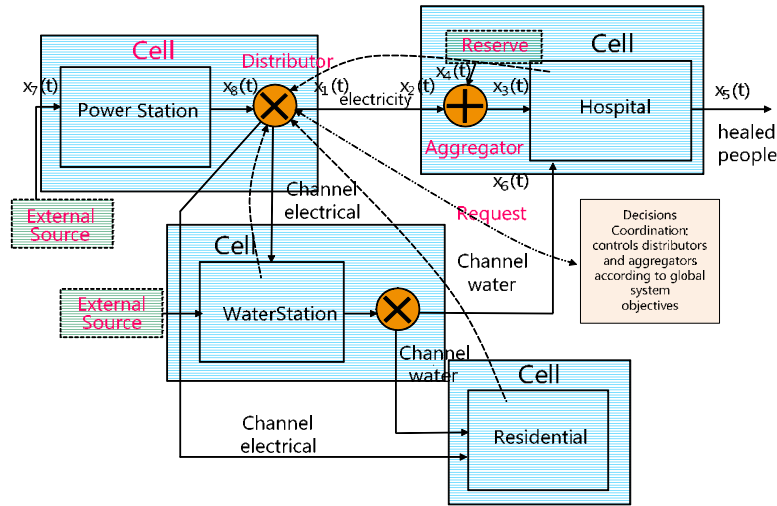 Cell
Distributor
Reserve
Cell
x7(t)
Power Station
x8(t)
x1(t)
electricity
x2(t)
x4(t)
x3(t)
Hospital
x5(t)
healed
people
Aggregator
x6(t)
External
Source
Channel
electrical
Request
Decisions
Coordination:
controls distributors
and aggregators
according to global
system
objectives
Cell
Channel
water
External
Source
WaterStation
Channel
water
Cell
Channel
electrical
Residential